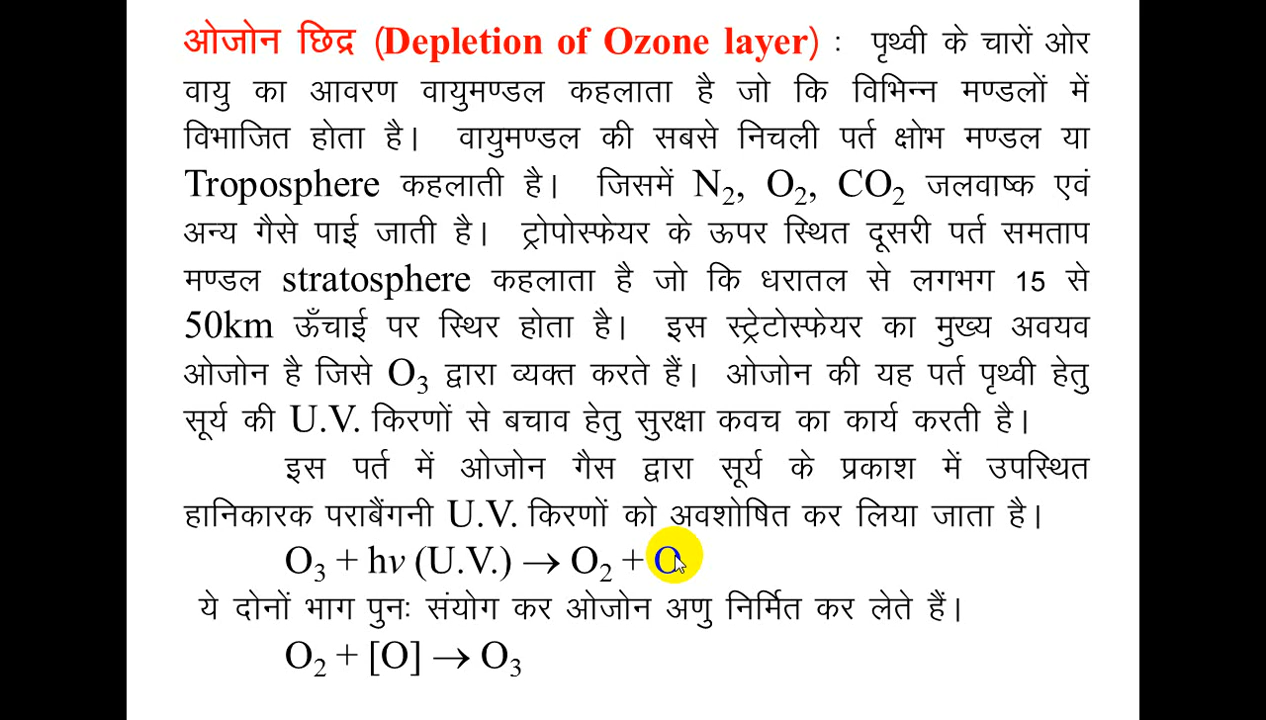 ओजोन छिद्र (Depletion of Ozone layer) : पृथ्वी के चारों ओर
वायु का आवरण वायुमण्डल कहलाता है जो कि विभिन्न मण्डलों में
विभाजित होता है। वायुमण्डल की सबसे निचली पर्त क्षोभ मण्डल या
Troposphere कहलाती है। जिसमें N₂, O₂, CO₂ जलवाष्क एवं
अन्य गैसे पाई जाती है। ट्रोपोस्फेयर के ऊपर स्थित दूसरी पर्त समताप
मण्डल stratosphere कहलाता है जो कि धरातल से लगभग 15 से
50km ऊँचाई पर स्थिर होता है। इस स्ट्रेटोस्फेयर का मुख्य अवयव
ओजोन है जिसे O₃ द्वारा व्यक्त करते हैं। ओजोन की यह पर्त पृथ्वी हेतु
सूर्य की U.V. किरणों से बचाव हेतु सुरक्षा कवच का कार्य करती है।
इस पर्त में ओजोन गैस द्वारा सूर्य के प्रकाश में उपस्थित
हानिकारक पराबैंगनी U.V. किरणों को अवशोषित कर लिया जाता है।
O₃ + hν (U.V.) → O₂ + O
ये दोनों भाग पुनः संयोग कर ओजोन अणु निर्मित कर लेते हैं।
O₂ + [O] → O₃